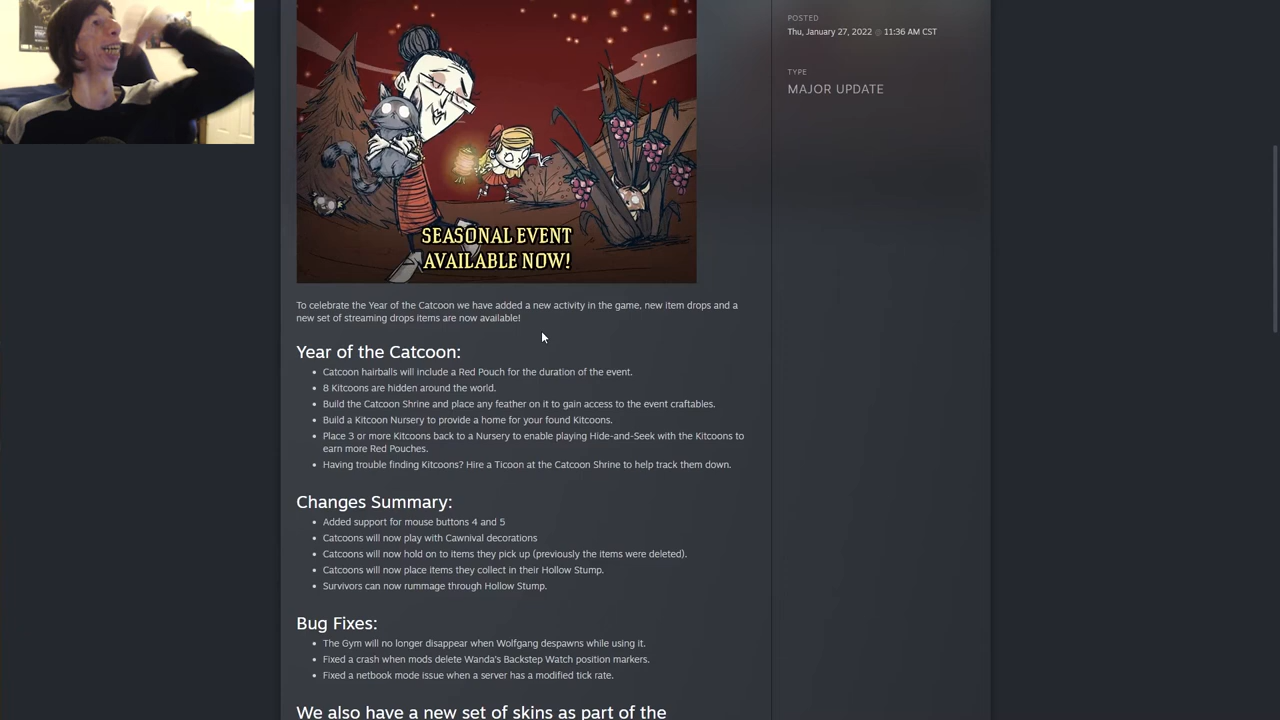 SEASONAL EVENT
AVAILABLE NOW!
To celebrate the Year of the Catcoon we have added a new activity in the game, new item drops and a
new set of streaming drops items are now available!
Year of the Catcoon:
• Catcoon hairballs will include a Red Pouch for the duration of the event.
• 8 Kitcoons are hidden around the world.
• Build the Catcoon Shrine and place any feather on it to gain access to the event craftables.
• Build a Kitcoon Nursery to provide a home for your found Kitcoons.
• Place 3 or more Kitcoons back to a Nursery to enable playing Hide-and-Seek with the Kitcoons to
earn more Red Pouches.
• Having trouble finding Kitcoons? Hire a Ticoon at the Catcoon Shrine to help track them down.
Changes Summary:
• Added support for mouse buttons 4 and 5
• Catcoons will now play with Cawnival decorations
• Catcoons will now hold on to items they pick up (previously the items were deleted).
• Catcoons will now place items they collect in their Hollow Stump.
• Survivors can now rummage through Hollow Stump.
Bug Fixes:
• The Gym will no longer disappear when Wolfgang despawns while using it.
• Fixed a crash when mods delete Wanda's Backstep Watch position markers.
• Fixed a netbook mode issue when a server has a modified tick rate.
We also have a new set of skins as part of the
POSTED
Thu, January 27, 2022 @ 11:36 AM CST
TYPE
MAJOR UPDATE